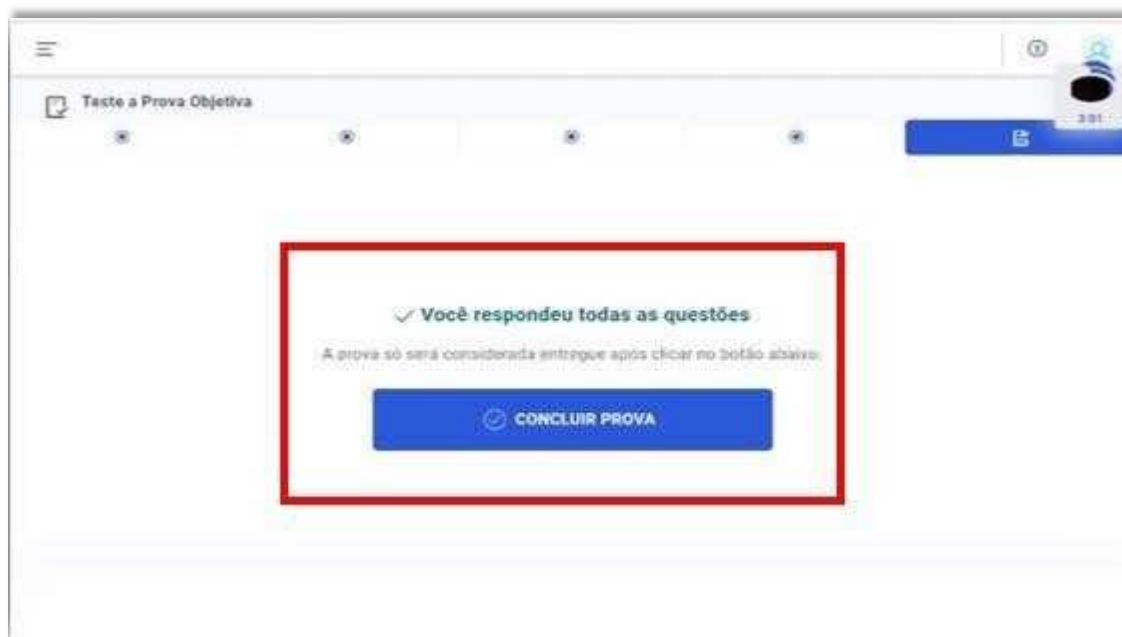 Teste a Prova Objetiva
Você respondeu todas as questões
A prova só será considerada entregue após clicar no botão abaixo.
CONCLUIR PROVA